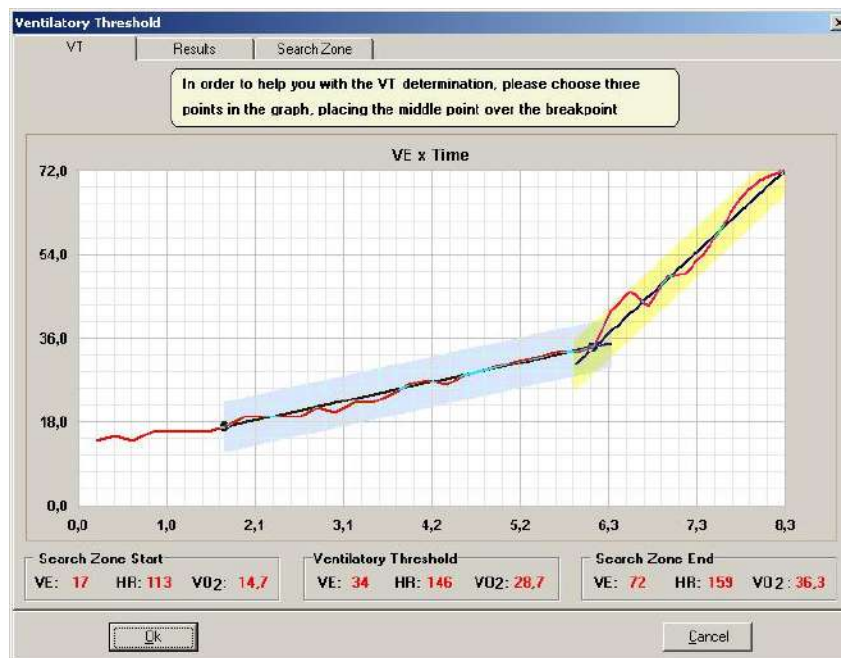 Ventilatory Threshold
VT Results Search Zone
In order to help you with the VT determination, please choose three
points in the graph, placing the middle point over the breakpoint
VE x Time
72,0
54,0
36,0
18,0
0,0
0,0 1,0 2,1 3,1 4,2 5,2 6,3 7,3 8,3
Search Zone Start
VE: 17 HR: 113 VO2: 14,7
Ventilatory Threshold
VE: 34 HR: 146 VO2: 28,7
Search Zone End
VE: 72 HR: 159 VO2: 36,3
Ok Cancel